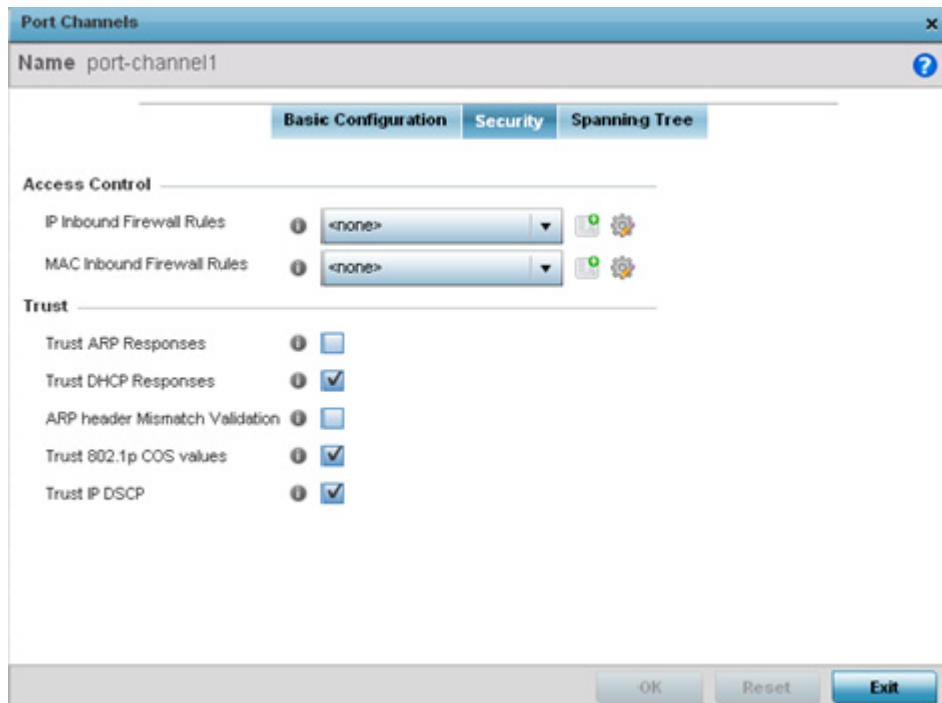 Port Channels
Name port-channel1
Basic Configuration Security Spanning Tree
Access Control
IP Inbound Firewall Rules <none>
MAC Inbound Firewall Rules <none>
Trust
Trust ARP Responses
Trust DHCP Responses
ARP header Mismatch Validation
Trust 802.1p COS values
Trust IP DSCP
OK Reset Exit